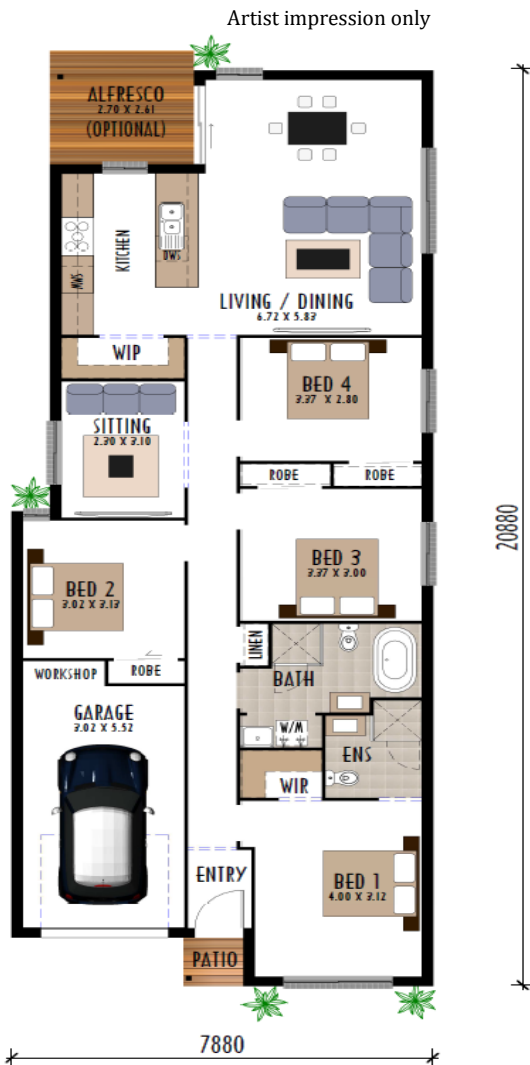 Artist impression only
ALFRESCO
2.70 X 2.61
(OPTIONAL)
KITCHEN
DWS
MWS
LIVING / DINING
6.72 X 5.83
WIP
BED 4
3.37 X 2.80
SITTING
2.30 X 3.10
ROBE
ROBE
20880
BED 3
3.37 X 3.00
BED 2
3.02 X 3.13
LINEN
WORKSHOP
ROBE
BATH
GARAGE
3.02 X 5.52
W/M
ENS
WIR
ENTRY
BED 1
4.00 X 3.12
PATIO
7880